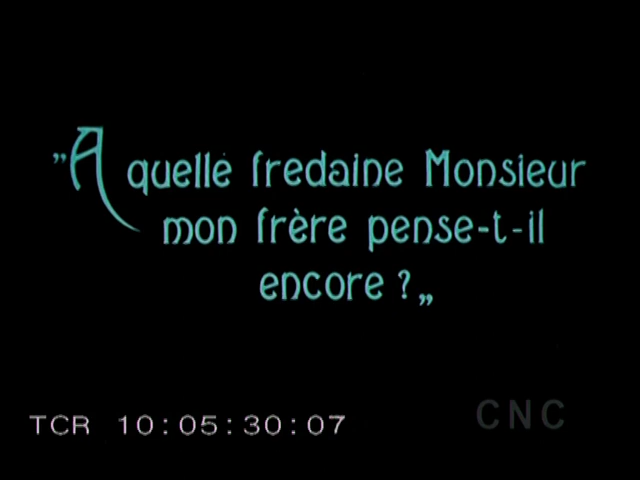 "A quelle fredaine Monsieur
mon frère pense-t-il
encore ?„
TCR 10:05:30:07
CNC